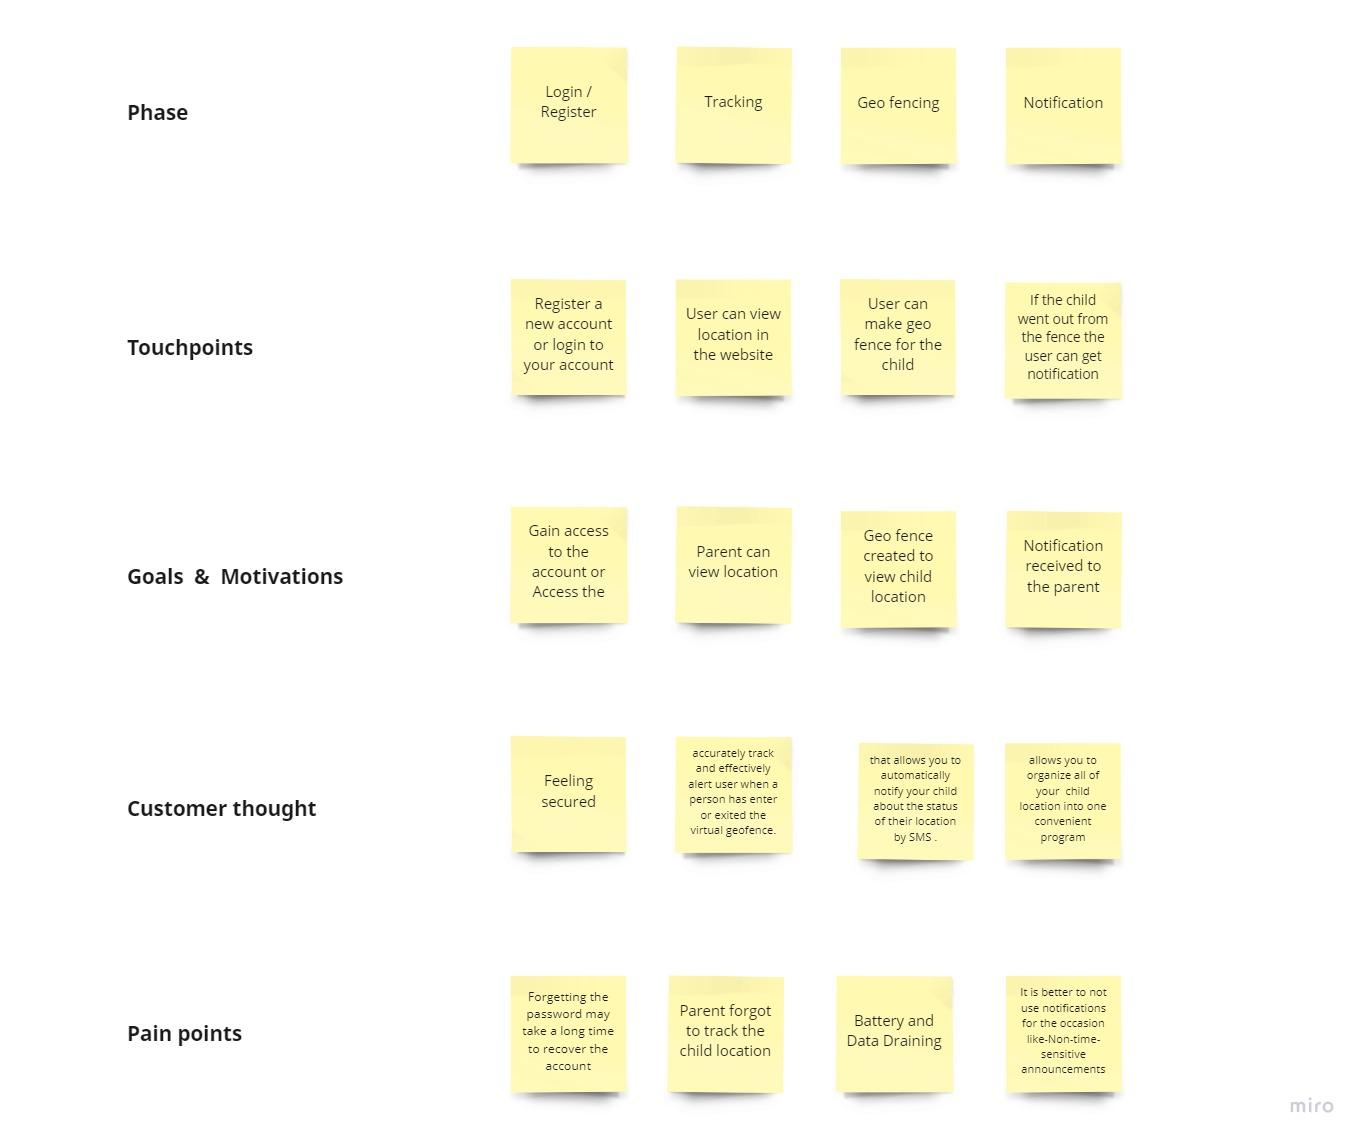 Phase
Login /
Register
Tracking
Geo fencing
Notification
Touchpoints
Register a
new account
or login to
your account
User can view
location in
the website
User can
make geo
fence for the
child
If the child
went out from
the fence the
user can get
notification
Goals & Motivations
Gain access
to the
account or
Access the
Parent can
view location
Geo fence
created to
view child
location
Notification
received to
the parent
Customer thought
Feeling
secured
accurately track
and effectively
alert user when a
person has enter
or exited the
virtual geofence.
that allows you to
automatically
notify your child
about the status
of their location
by SMS .
allows you to
organize all of
your child
location into one
convenient
program
Pain points
Forgetting the
password may
take a long time
to recover the
account
Parent forgot
to track the
child location
Battery and
Data Draining
It is better to not
use notifications
for the occasion
like-Non-time-
sensitive
announcements
miro